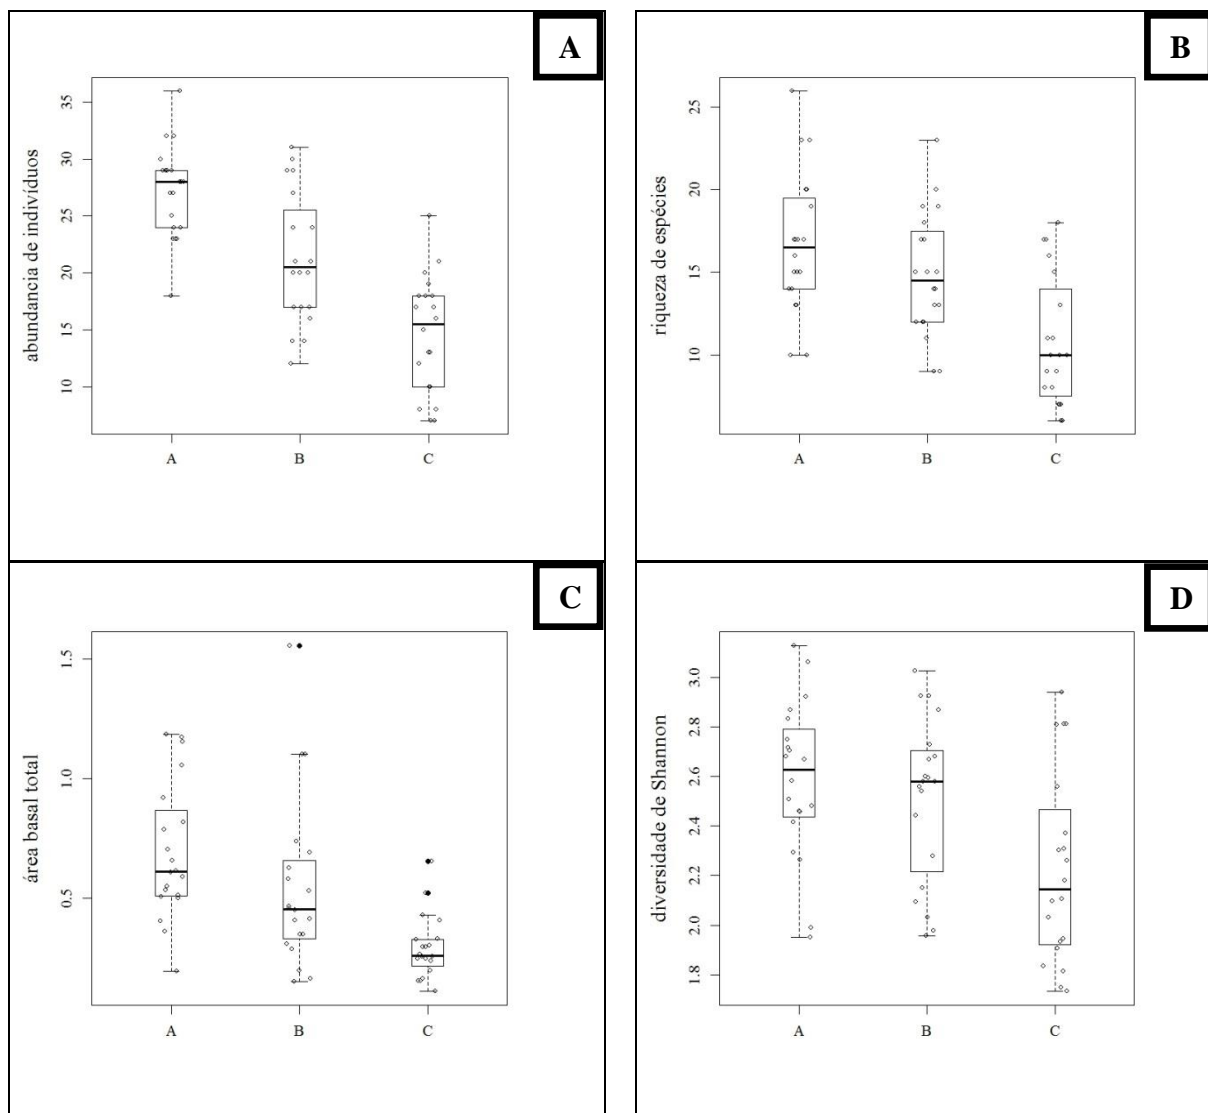 A
abundancia de indivíduos
35
30
25
20
15
10
A B C
B
riqueza de espécies
25
20
15
10
A B C
C
área basal total
1.5
1.0
0.5
A B C
D
diversidade de Shannon
3.0
2.8
2.6
2.4
2.2
2.0
1.8
A B C